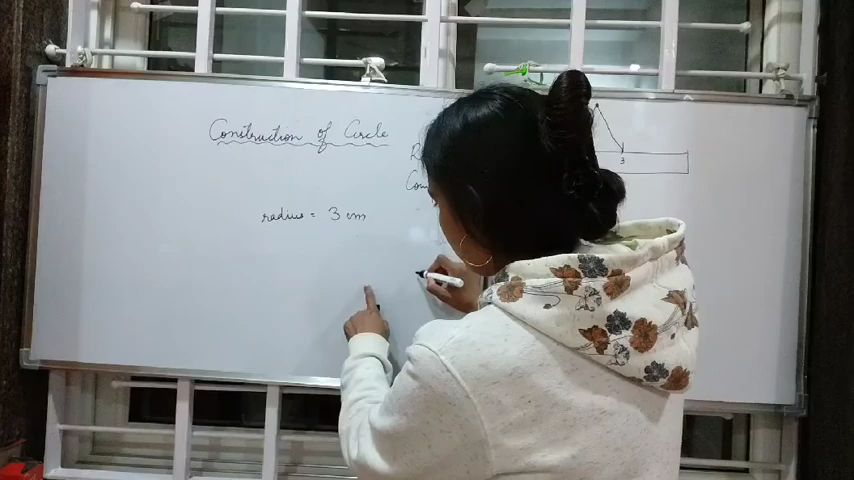 Construction of Circle
radius = 3 cm
3